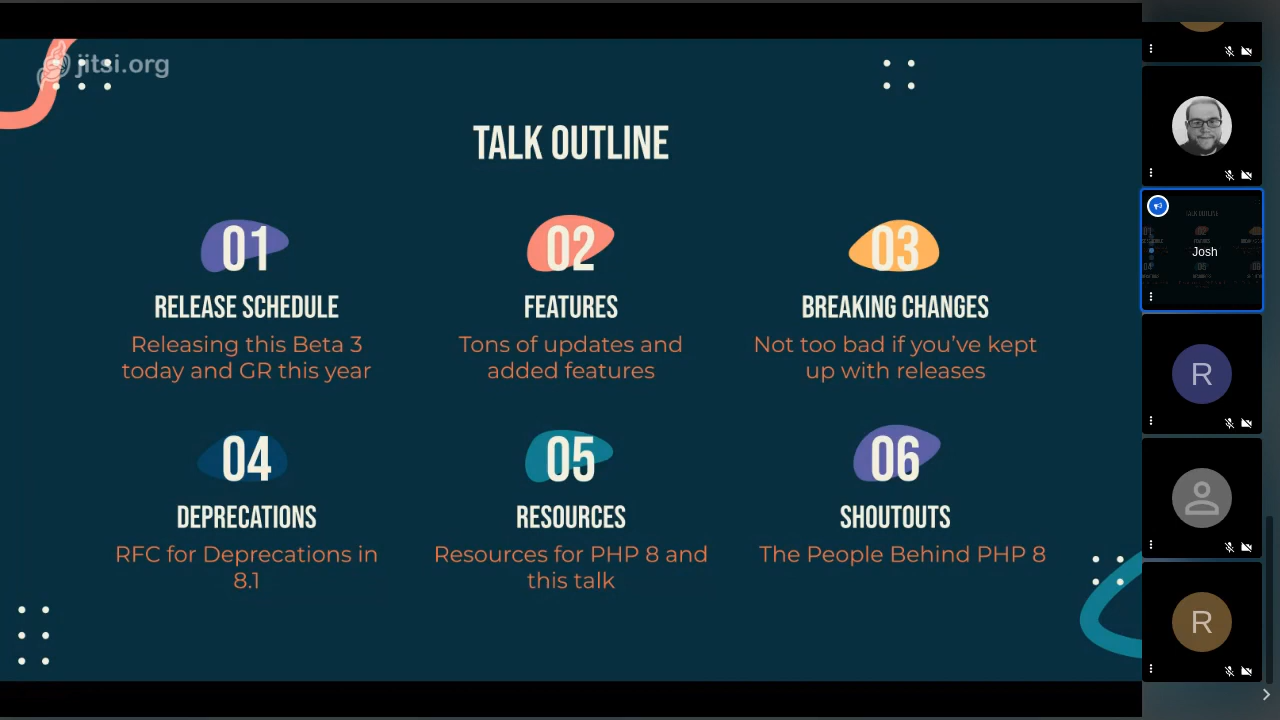 jitsi.org
TALK OUTLINE
01
RELEASE SCHEDULE
Releasing this Beta 3
today and GR this year
02
FEATURES
Tons of updates and
added features
03
BREAKING CHANGES
Not too bad if you've kept
up with releases
04
DEPRECATIONS
RFC for Deprecations in
8.1
05
RESOURCES
Resources for PHP 8 and
this talk
06
SHOUTOUTS
The People Behind PHP 8
Josh
R
R